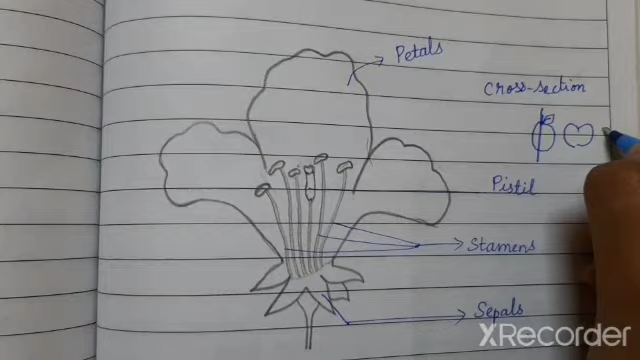 Petals
Cross-section
Pistil
Stamens
Sepals
XRecorder